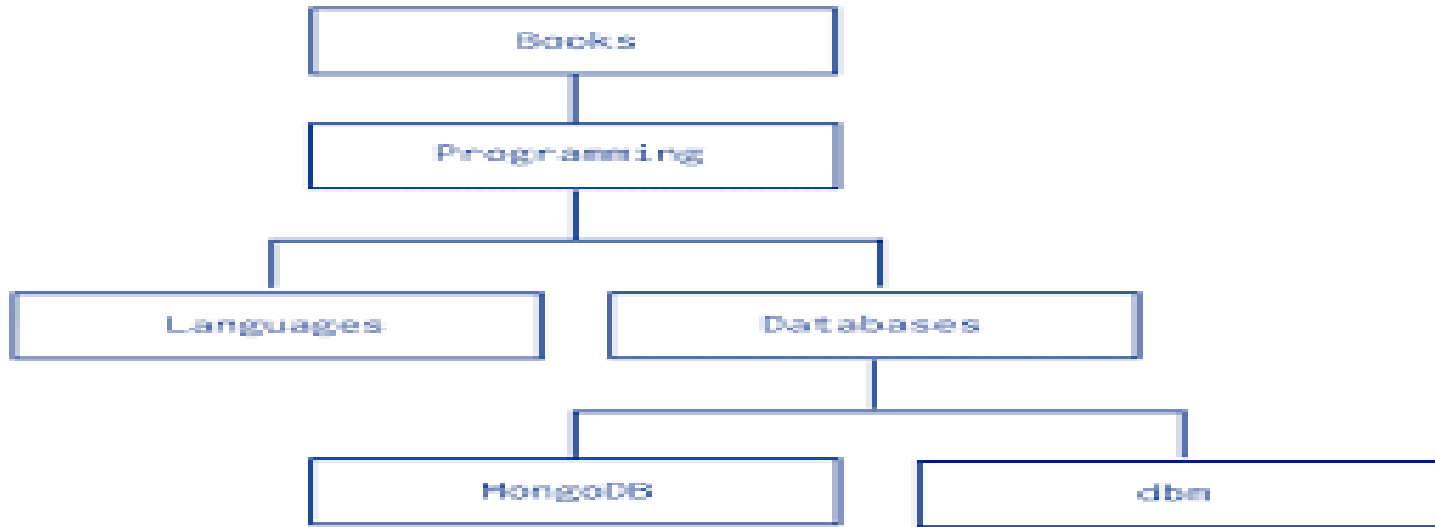 Books
Programming
Languages
Databases
MongoDB
dbm